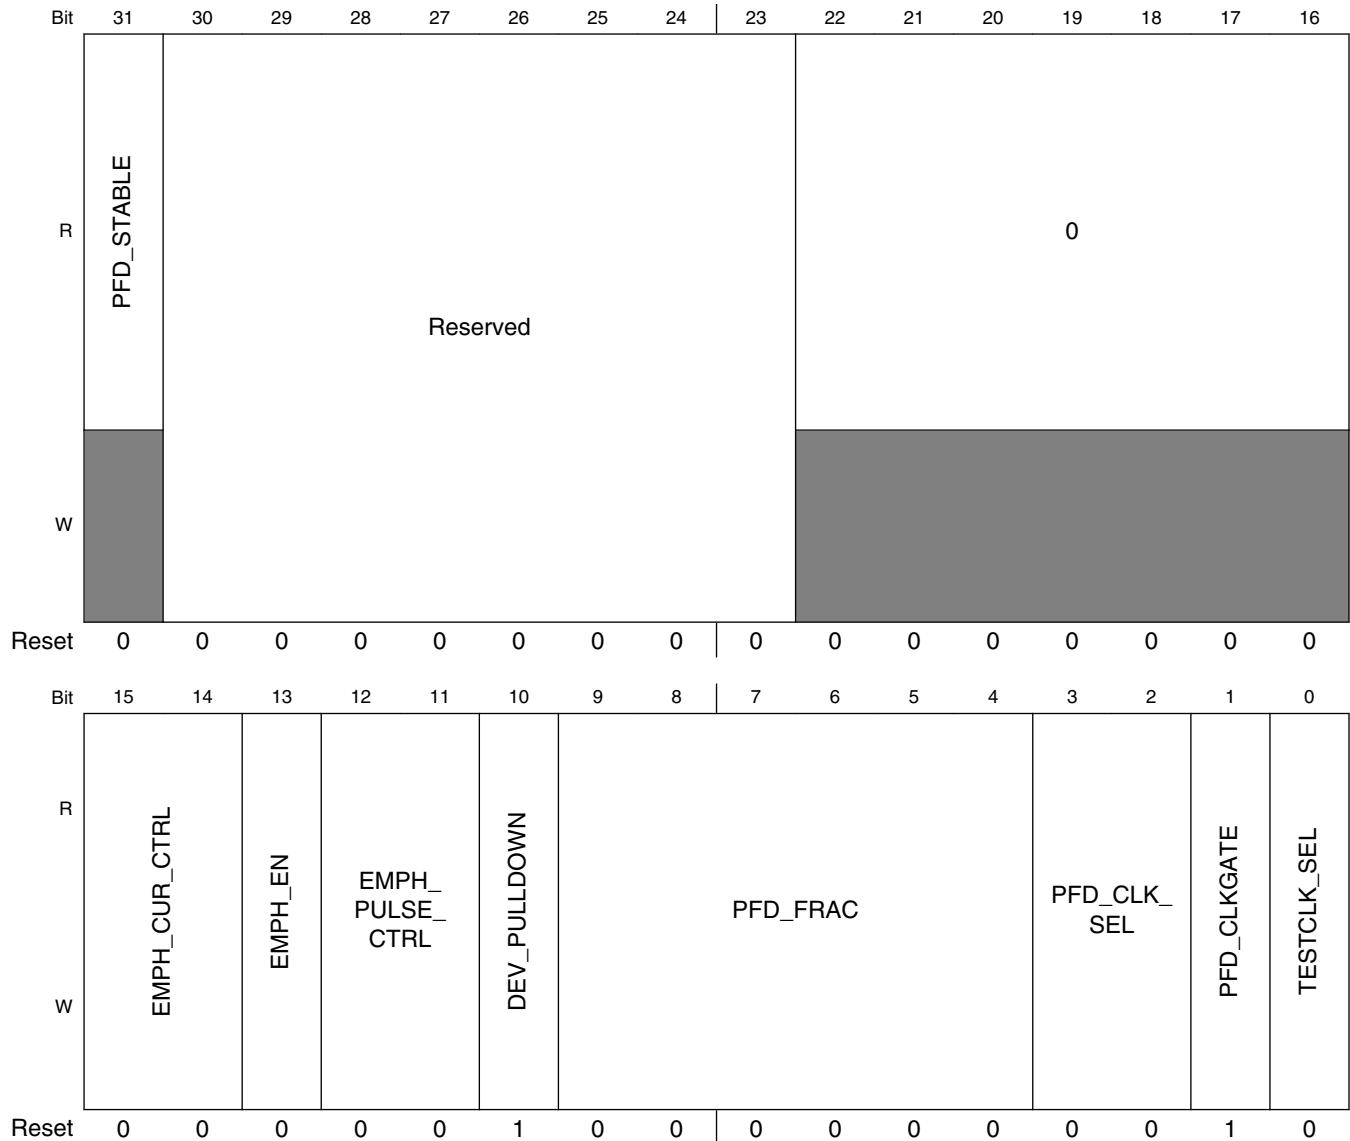 Bit 31 30 29 28 27 26 25 24 23 22 21 20 19 18 17 16
R
PFD_STABLE
Reserved
0
W
Reset 0 0 0 0 0 0 0 0 0 0 0 0 0 0 0 0
Bit 15 14 13 12 11 10 9 8 7 6 5 4 3 2 1 0
R
EMPH_CUR_CTRL
EMPH_EN
EMPH_
PULSE_
CTRL
DEV_PULLDOWN
PFD_FRAC
PFD_CLK_
SEL
PFD_CLKGATE
TESTCLK_SEL
W
Reset 0 0 0 0 0 1 0 0 0 0 0 0 0 0 1 0